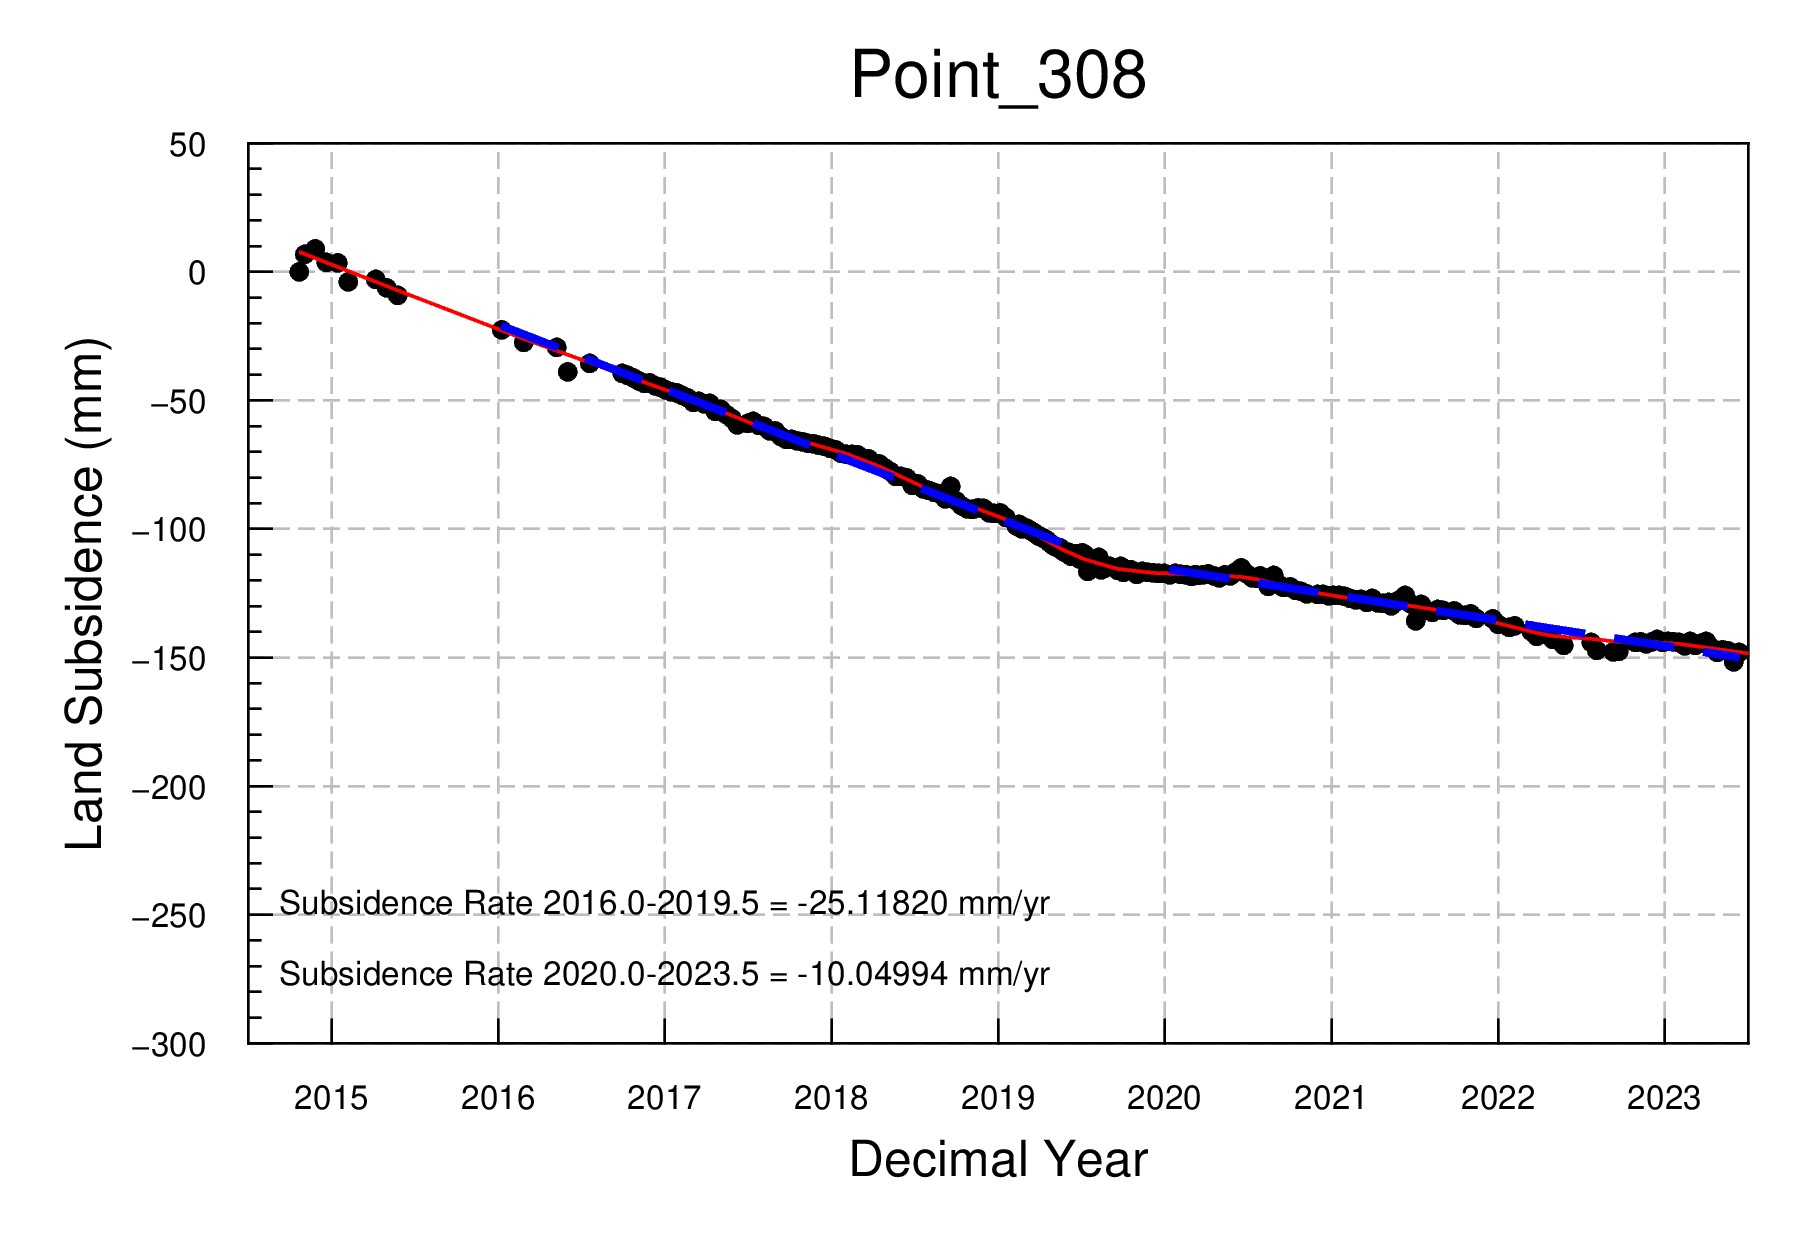 Point_308
50
0
−50
−100
−150
−200
−250
−300
Land Subsidence (mm)
Subsidence Rate 2016.0-2019.5 = -25.11820 mm/yr
Subsidence Rate 2020.0-2023.5 = -10.04994 mm/yr
2015 2016 2017 2018 2019 2020 2021 2022 2023
Decimal Year